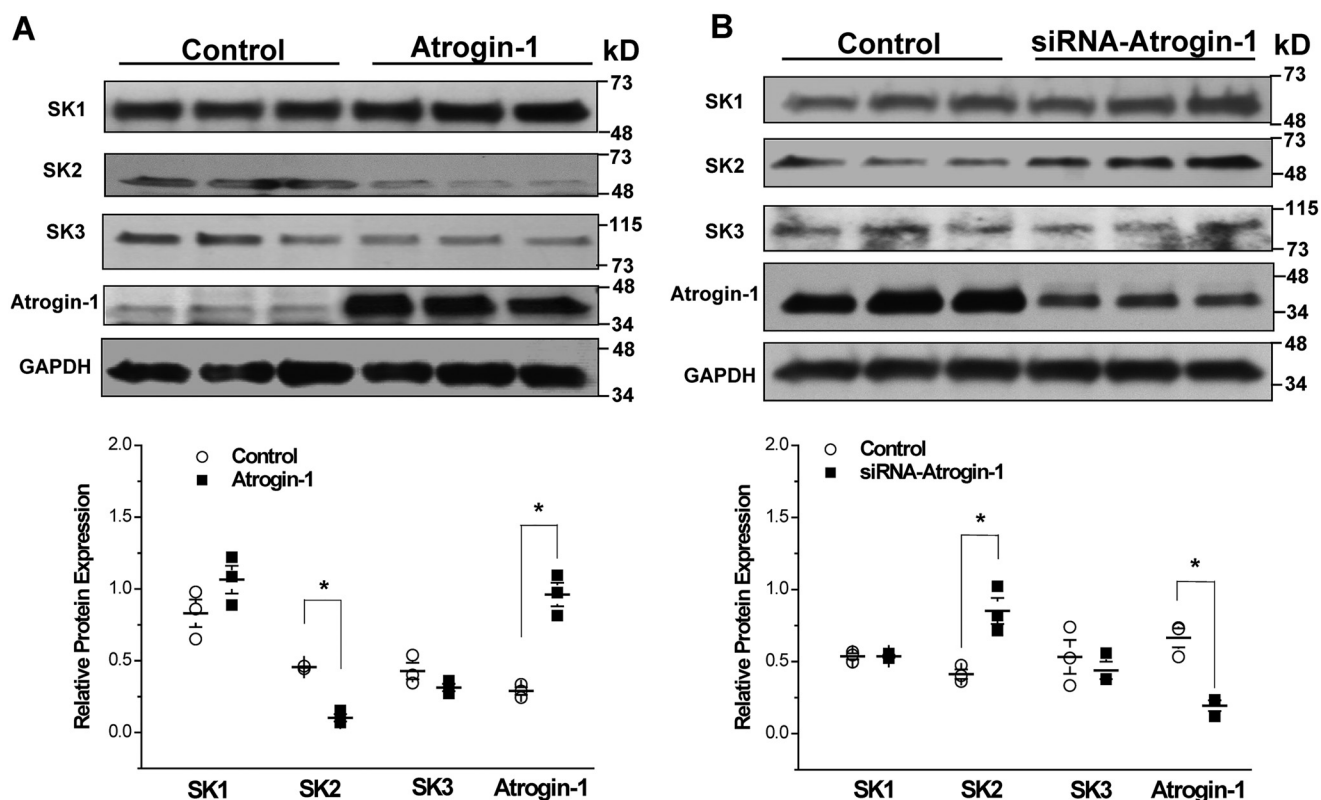 A
Control Atrogin-1 kD
SK1 73
48
SK2 73
48
SK3 115
73
Atrogin-1 48
34
GAPDH 48
34
2.0
1.5
1.0
0.5
0.0
Relative Protein Expression
Control
Atrogin-1
*
*
SK1 SK2 SK3 Atrogin-1
B
Control siRNA-Atrogin-1 kD
SK1 73
48
SK2 73
48
SK3 115
73
Atrogin-1 48
34
GAPDH 48
34
2.0
1.5
1.0
0.5
0.0
Relative Protein Expression
Control
siRNA-Atrogin-1
*
*
SK1 SK2 SK3 Atrogin-1